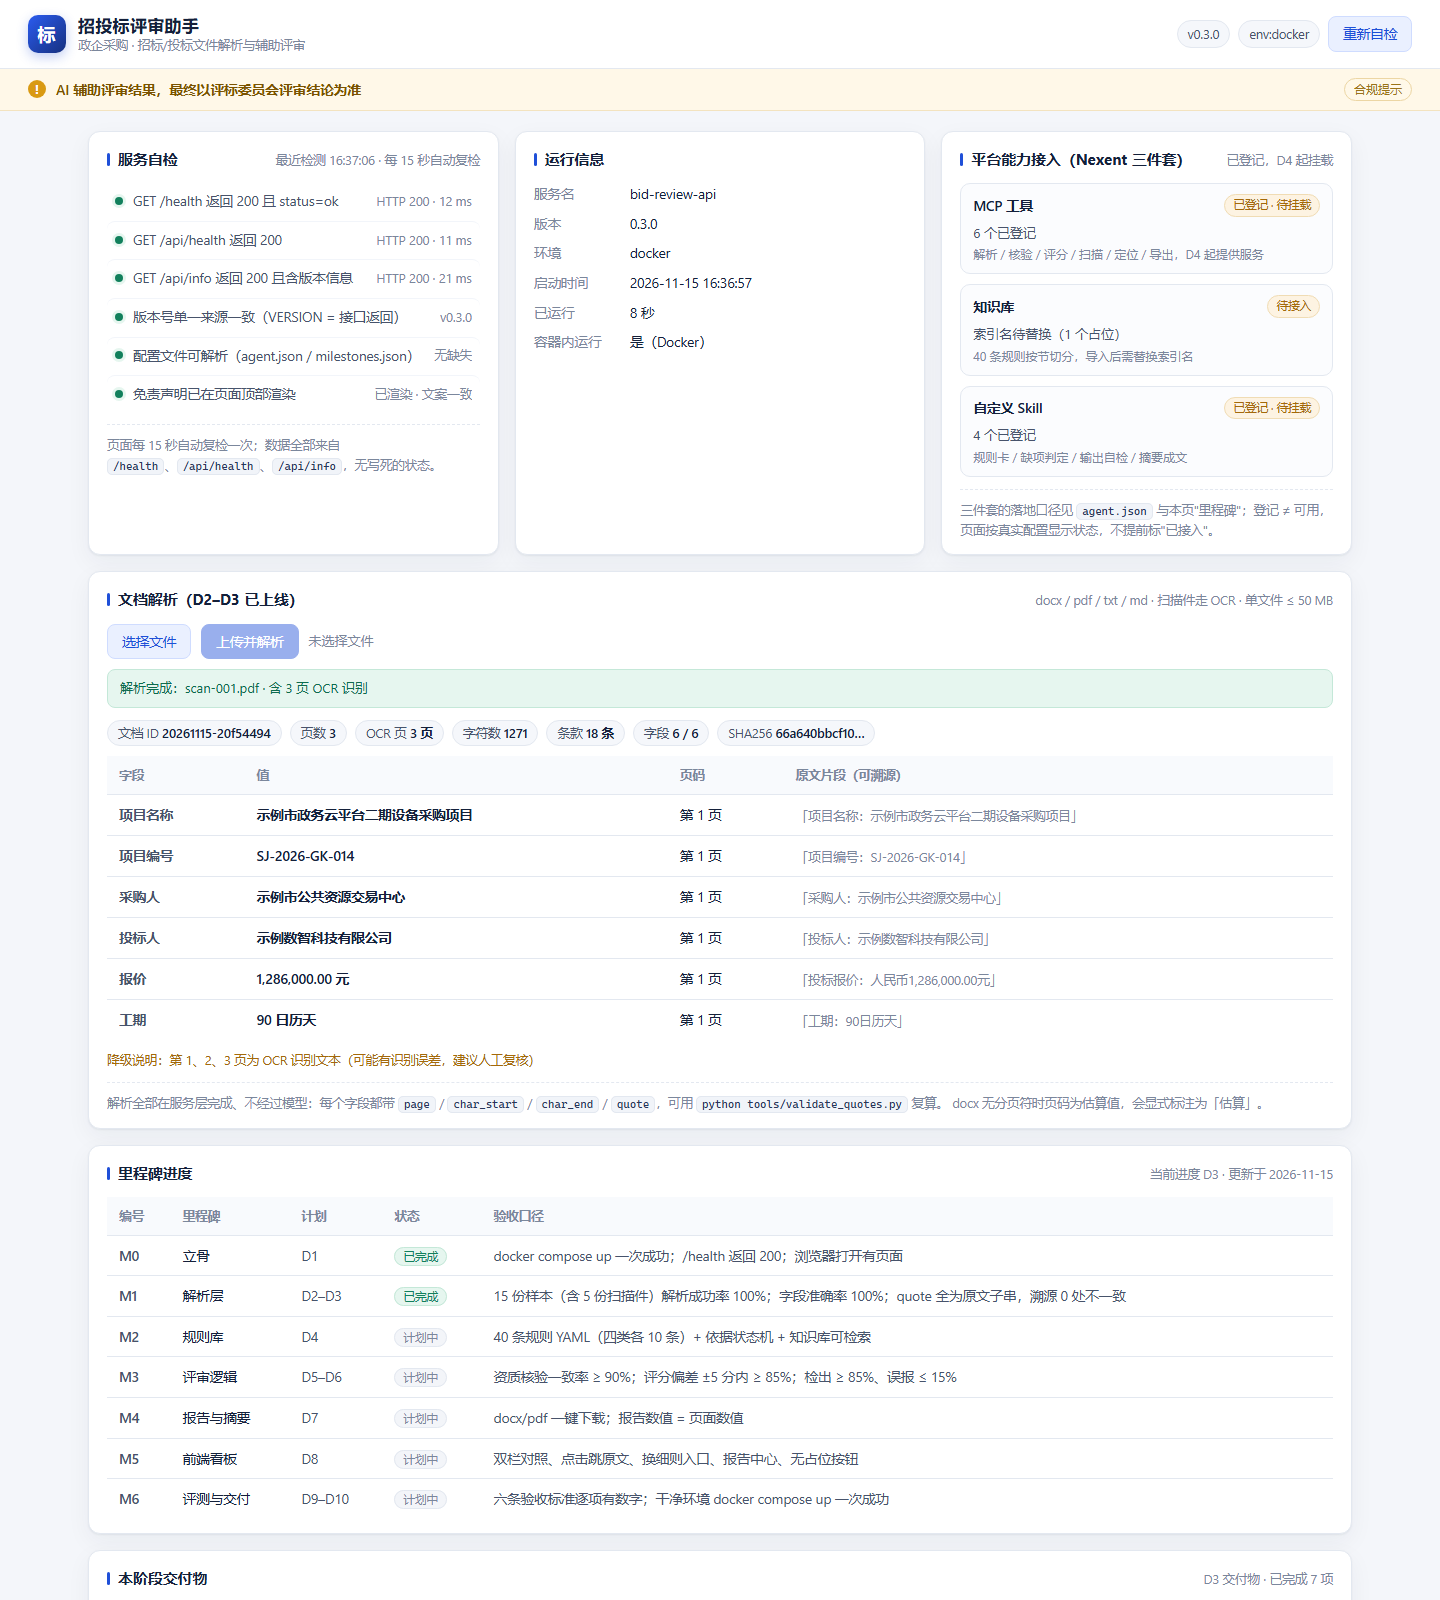 标
招投标评审助手
政企采购 · 招标/投标文件解析与辅助评审
v0.3.0
env:docker
重新自检
! AI 辅助评审结果，最终以评标委员会评审结论为准
合规提示
服务自检
最近检测 16:37:06 · 每 15 秒自动复检
GET /health 返回 200 且 status=ok
HTTP 200 · 12 ms
GET /api/health 返回 200
HTTP 200 · 11 ms
GET /api/info 返回 200 且含版本信息
HTTP 200 · 21 ms
版本号单一来源一致（VERSION = 接口返回）
v0.3.0
配置文件可解析（agent.json / milestones.json）
无缺失
免责声明已在页面顶部渲染
已渲染 · 文案一致
页面每 15 秒自动复检一次；数据全部来自
/health 、 /api/health 、 /api/info ，无写死的状态。
运行信息
服务名 bid-review-api
版本 0.3.0
环境 docker
启动时间 2026-11-15 16:36:57
已运行 8 秒
容器内运行 是（Docker）
平台能力接入（Nexent 三件套）
已登记，D4 起挂载
MCP 工具
已登记 · 待挂载
6 个已登记
解析 / 核验 / 评分 / 扫描 / 定位 / 导出，D4 起提供服务
知识库
待接入
索引名待替换（1 个占位）
40 条规则按节切分，导入后需替换索引名
自定义 Skill
已登记 · 待挂载
4 个已登记
规则卡 / 缺项判定 / 输出自检 / 摘要成文
三件套的落地口径见 agent.json 与本页"里程碑"；登记 ≠ 可用，
页面按真实配置显示状态，不提前标"已接入"。
文档解析（D2–D3 已上线）
docx / pdf / txt / md · 扫描件走 OCR · 单文件 ≤ 50 MB
选择文件 上传并解析 未选择文件
解析完成：scan-001.pdf · 含 3 页 OCR 识别
文档 ID 20261115-20f54494 页数 3 OCR 页 3 页 字符数 1271 条款 18 条 字段 6 / 6 SHA256 66a640bbcf10…
字段 值 页码 原文片段（可溯源）
项目名称 示例市政务云平台二期设备采购项目 第 1 页 「项目名称：示例市政务云平台二期设备采购项目」
项目编号 SJ-2026-GK-014 第 1 页 「项目编号：SJ-2026-GK-014」
采购人 示例市公共资源交易中心 第 1 页 「采购人：示例市公共资源交易中心」
投标人 示例数智科技有限公司 第 1 页 「投标人：示例数智科技有限公司」
报价 1,286,000.00 元 第 1 页 「投标报价：人民币1,286,000.00元」
工期 90 日历天 第 1 页 「工期：90日历天」
降级说明：第 1、2、3 页为 OCR 识别文本（可能有识别误差，建议人工复核）
解析全部在服务层完成、不经过模型：每个字段都带 page / char_start / char_end / quote ，可用 python tools/validate_quotes.py 复算。 docx 无分页符时页码为估算值，会显式标注为「估算」。
里程碑进度
当前进度 D3 · 更新于 2026-11-15
编号 里程碑 计划 状态 验收口径
M0 立骨 D1 已完成 docker compose up 一次成功；/health 返回 200；浏览器打开有页面
M1 解析层 D2–D3 已完成 15 份样本（含 5 份扫描件）解析成功率 100%；字段准确率 100%；quote 全为原文子串，溯源 0 处不一致
M2 规则库 D4 计划中 40 条规则 YAML（四类各 10 条）+ 依据状态机 + 知识库可检索
M3 评审逻辑 D5–D6 计划中 资质核验一致率 ≥ 90%；评分偏差 ±5 分内 ≥ 85%；检出 ≥ 85%、误报 ≤ 15%
M4 报告与摘要 D7 计划中 docx/pdf 一键下载；报告数值 = 页面数值
M5 前端看板 D8 计划中 双栏对照、点击跳原文、换细则入口、报告中心、无占位按钮
M6 评测与交付 D9–D10 计划中 六条验收标准逐项有数字；干净环境 docker compose up 一次成功
本阶段交付物
D3 交付物 · 已完成 7 项